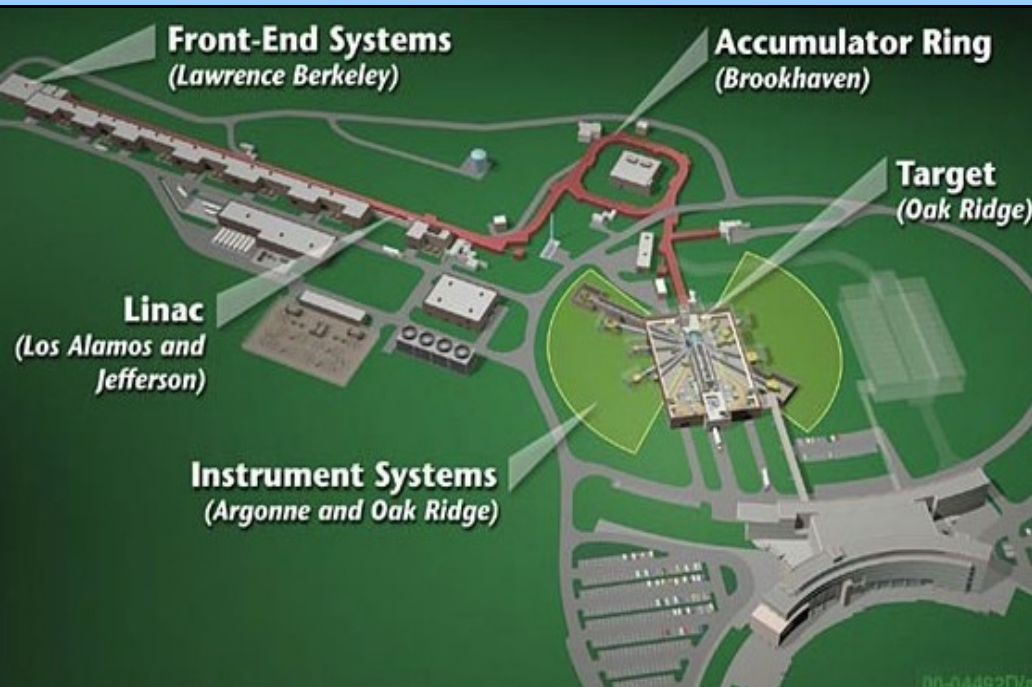 Front-End Systems
(Lawrence Berkeley)
Accumulator Ring
(Brookhaven)
Target
(Oak Ridge)
Linac
(Los Alamos and
Jefferson)
Instrument Systems
(Argonne and Oak Ridge)